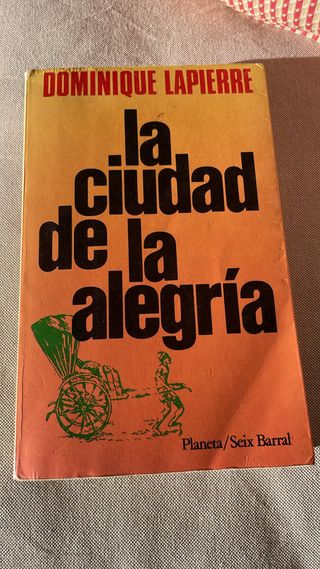 DOMINIQUE LAPIERRE
la
ciudad
de la
alegría
Planeta/Seix Barral